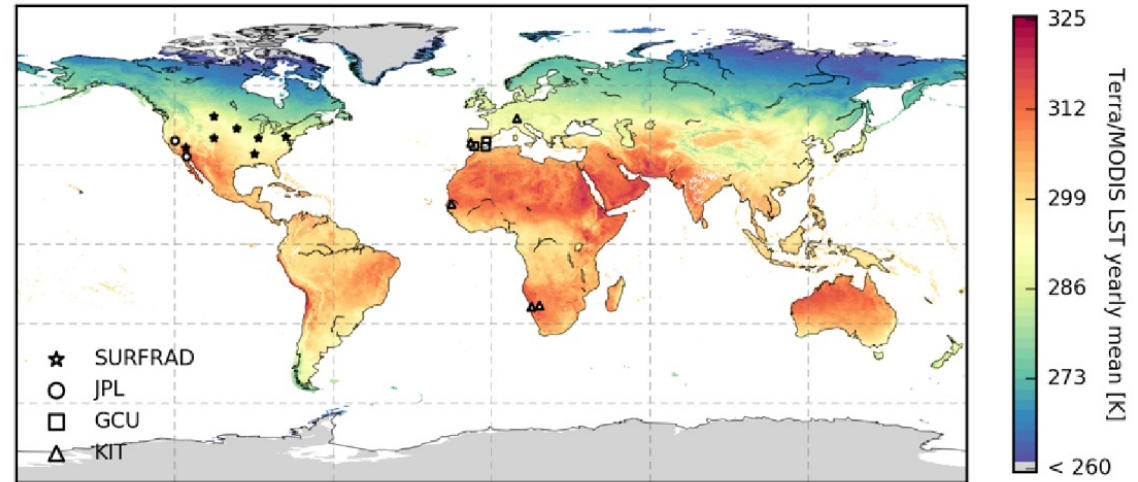 SURFRAD
JPL
GCU
KIT
325
312
299
286
273
< 260
Terra/MODIS LST yearly mean [K]